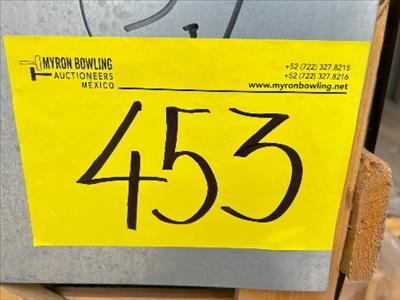 MYRON BOWLING
AUCTIONEERS
MEXICO
+52 (722) 327.8215
+52 (722) 327.8216
www.myronbowling.net
453